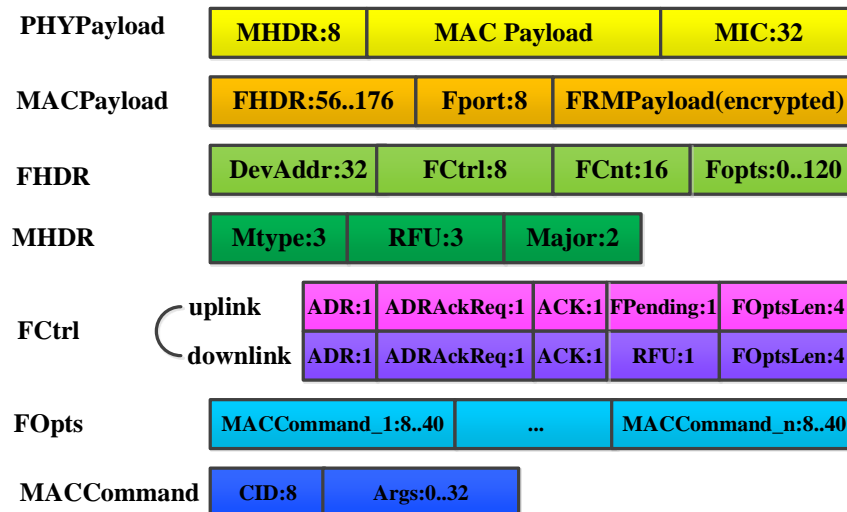 PHYPayload MHDR:8 MAC Payload MIC:32
MACPayload FHDR:56..176 Fport:8 FRMPayload(encrypted)
FHDR DevAddr:32 FCtrl:8 FCnt:16 Fopts:0..120
MHDR Mtype:3 RFU:3 Major:2
FCtrl
uplink ADR:1 ADRAckReq:1 ACK:1 FPending:1 FOptsLen:4
downlink ADR:1 ADRAckReq:1 ACK:1 RFU:1 FOptsLen:4
FOpts MACCommand_1:8..40 ... MACCommand_n:8..40
MACCommand CID:8 Args:0..32